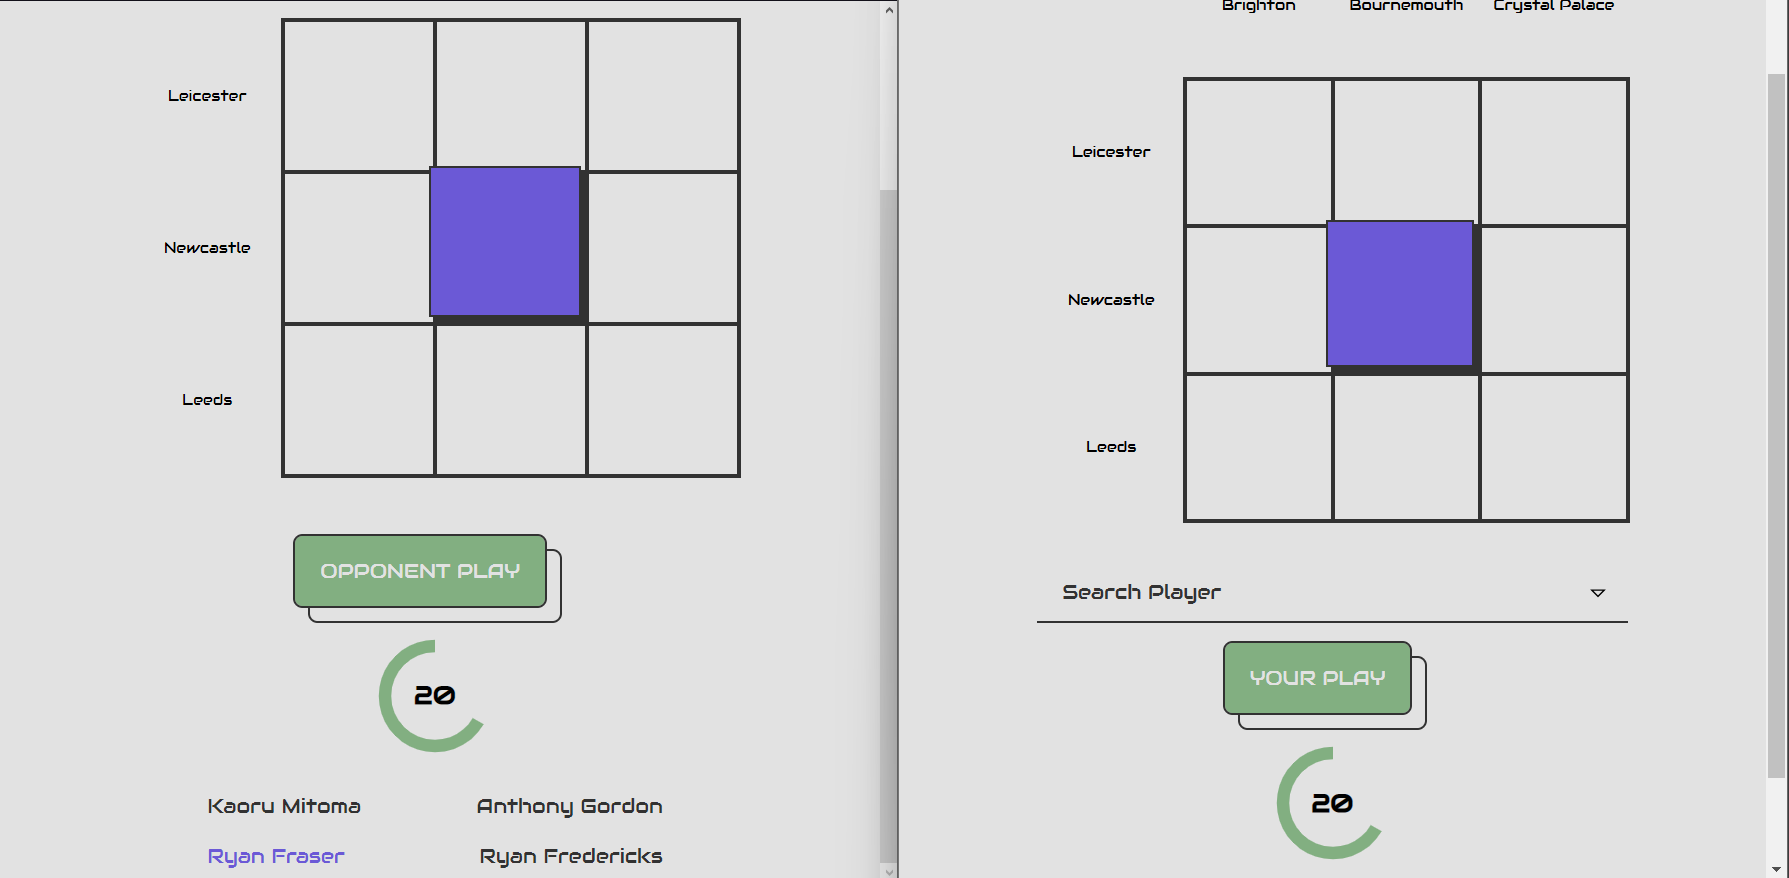 Leicester
Newcastle
Leeds
OPPONENT PLAY
20
Kaoru Mitoma Anthony Gordon
Ryan Fraser Ryan Fredericks
Brighton Bournemouth Crystal Palace
Leicester
Newcastle
Leeds
Search Player
YOUR PLAY
20